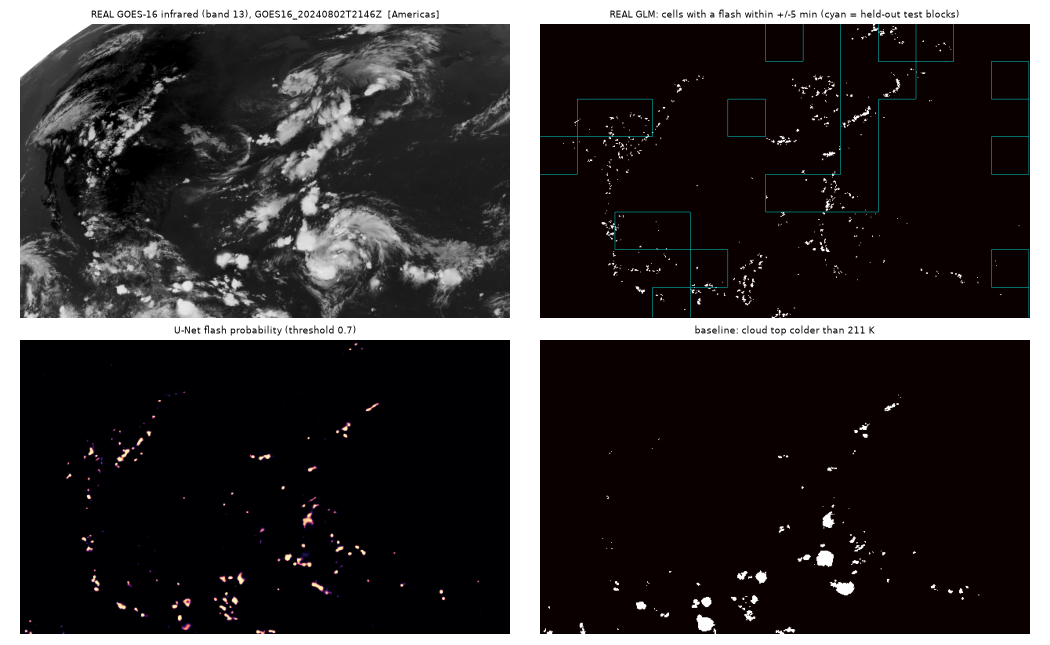 REAL GOES-16 infrared (band 13), GOES16_20240802T2146Z  [Americas]
REAL GLM: cells with a flash within +/-5 min (cyan = held-out test blocks)
U-Net flash probability (threshold 0.7)
baseline: cloud top colder than 211 K